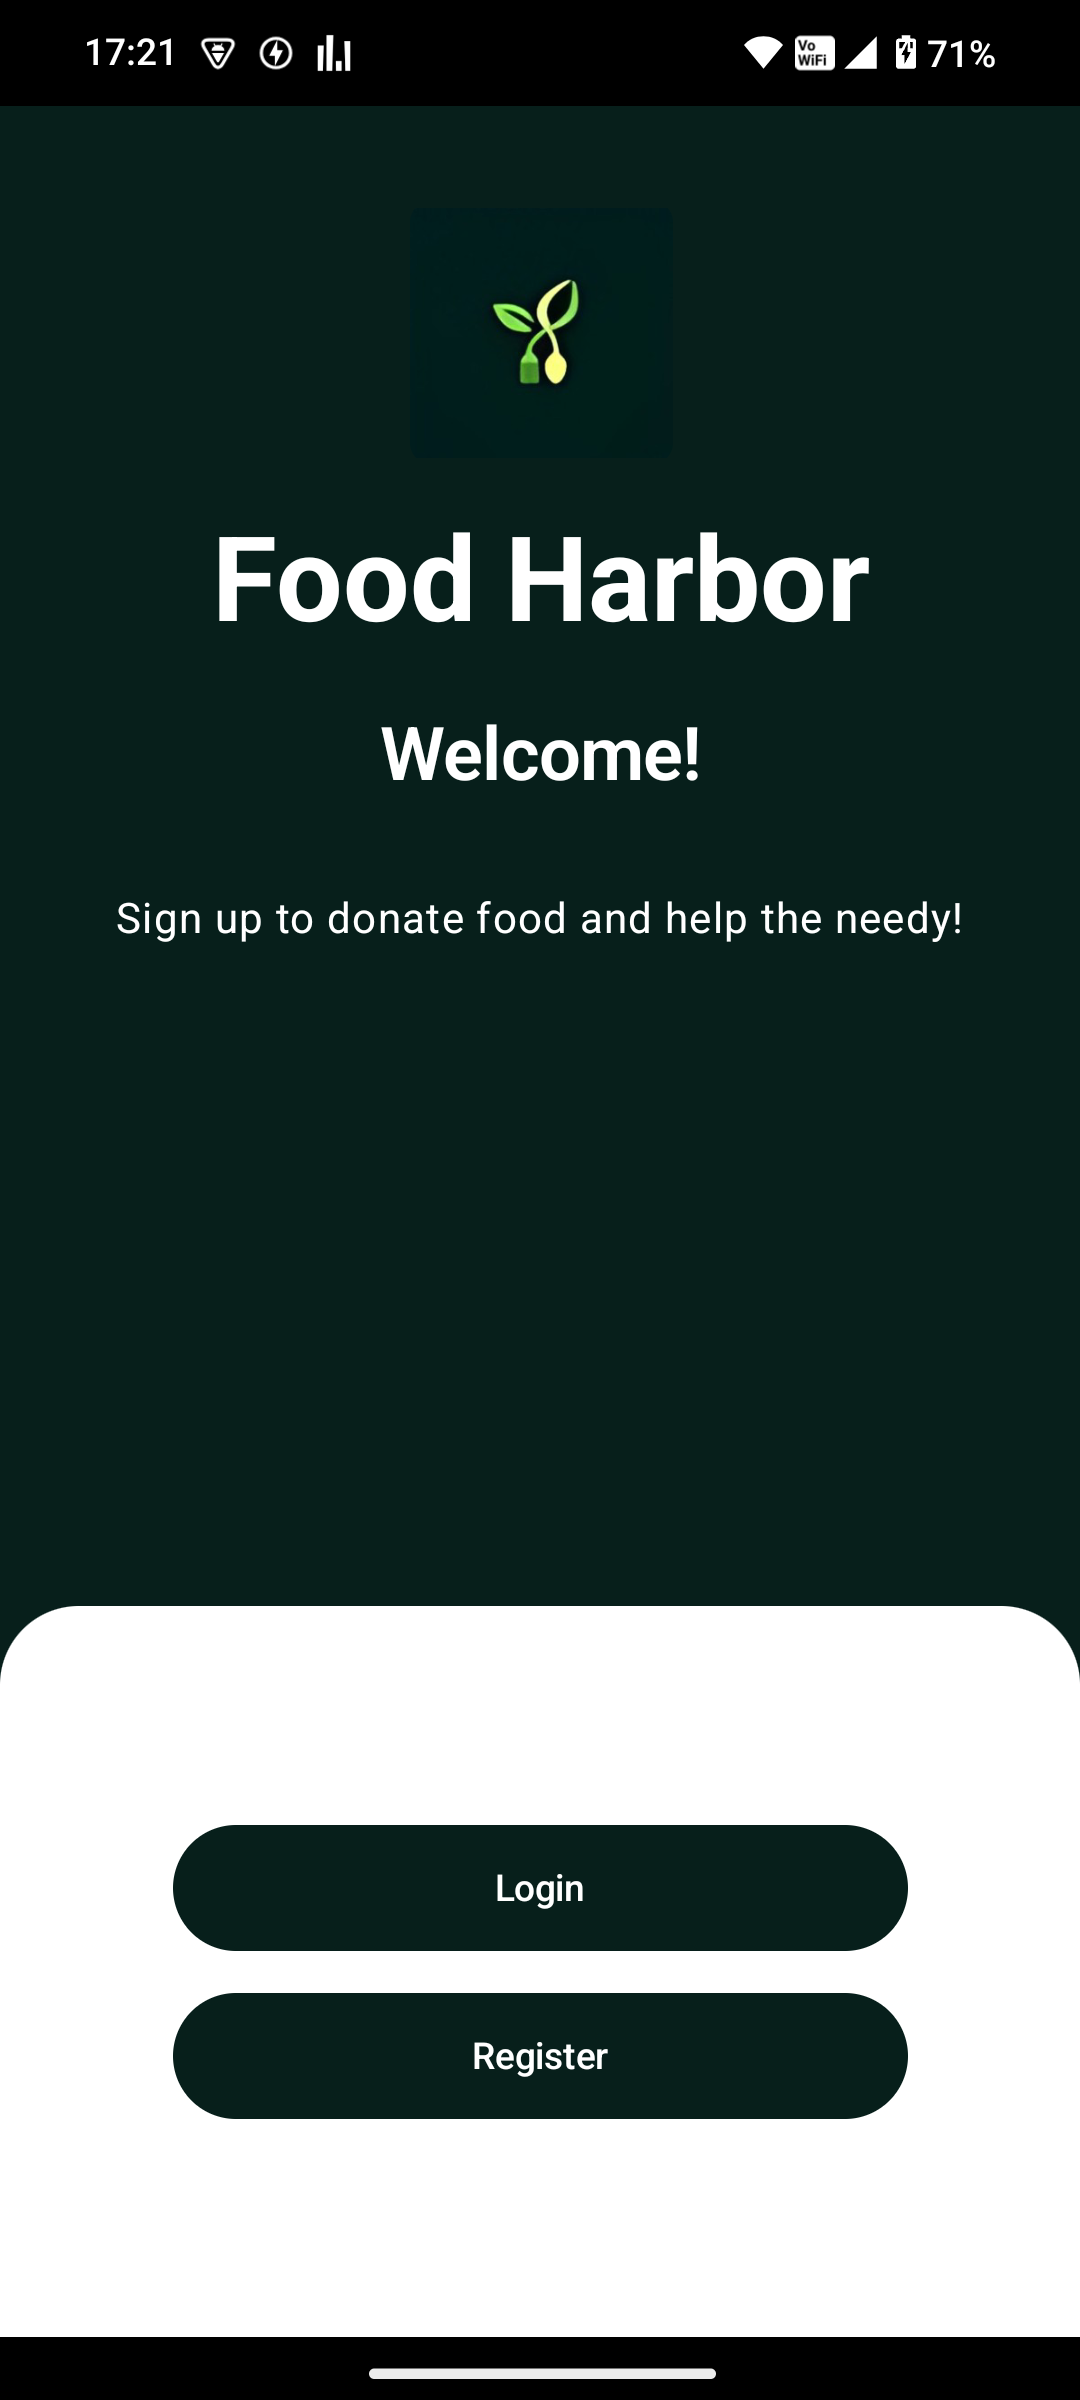 17:21
Vo
WiFi
71%
Food Harbor
Welcome!
Sign up to donate food and help the needy!
Login
Register